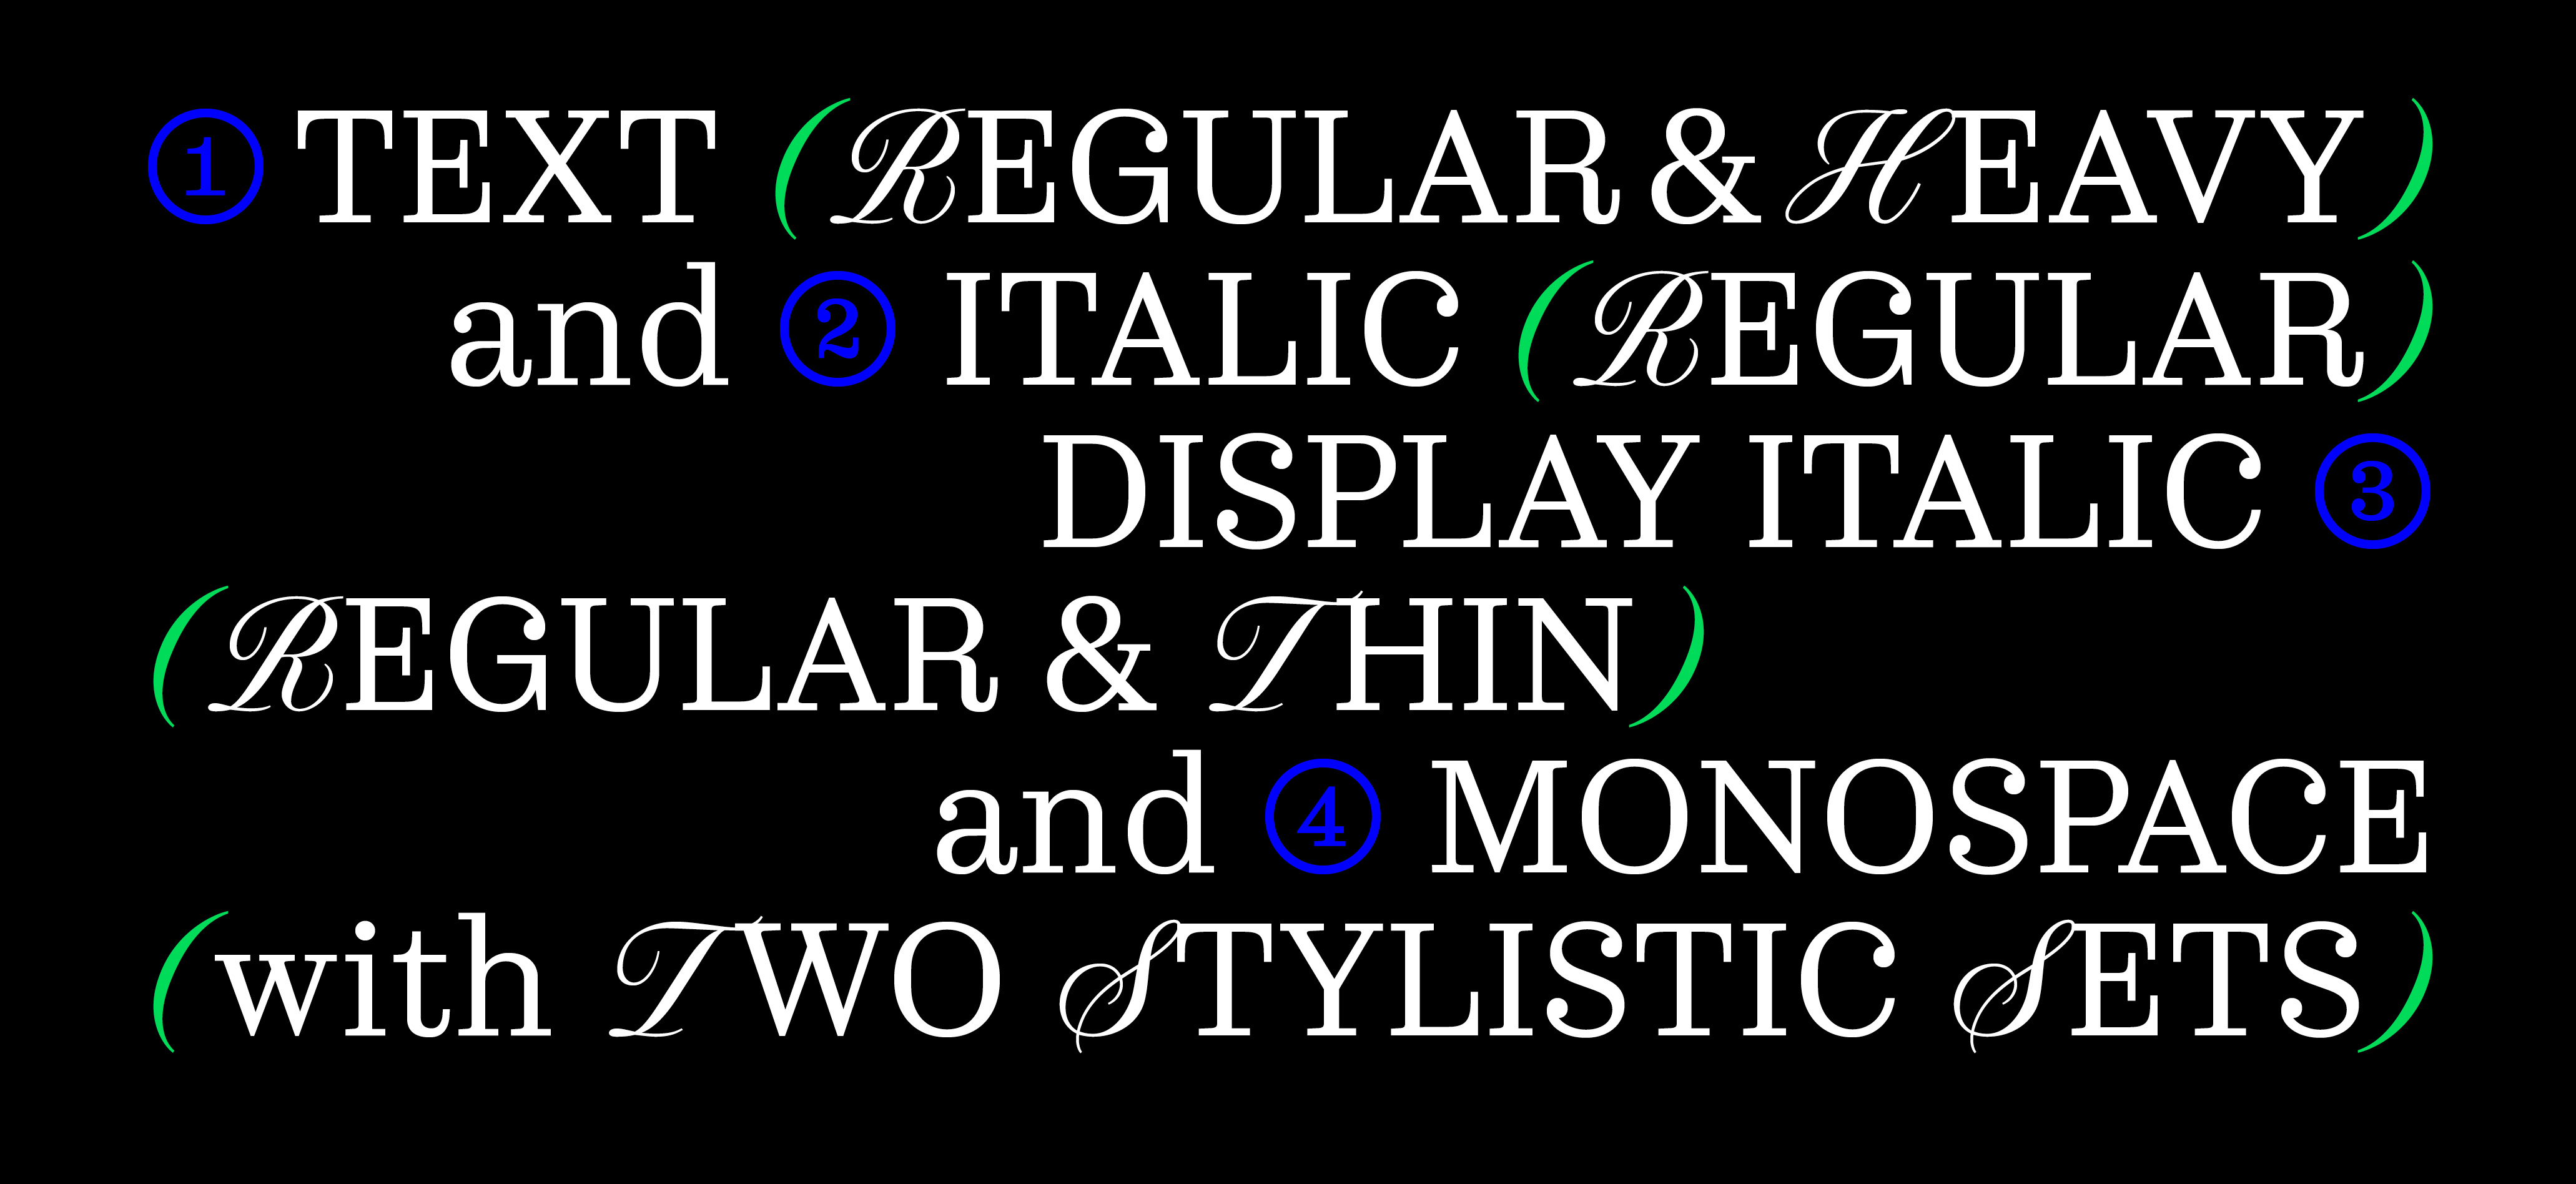 ① TEXT (REGULAR & HEAVY)
and ② ITALIC (REGULAR)
DISPLAY ITALIC ③
(REGULAR & THIN)
and ④ MONOSPACE
(with TWO STYLISTIC SETS)